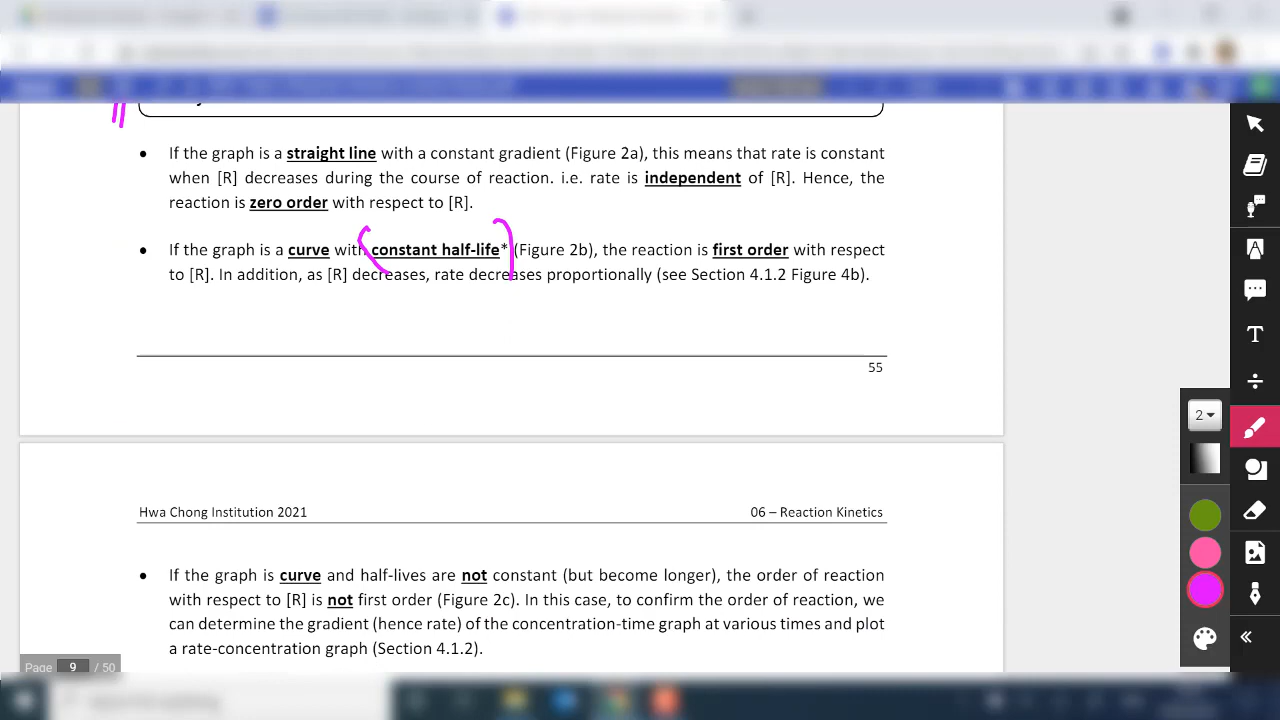 If the graph is a straight line with a constant gradient (Figure 2a), this means that rate is constant
when [R] decreases during the course of reaction. i.e. rate is independent of [R]. Hence, the
reaction is zero order with respect to [R].
If the graph is a curve with constant half-life* (Figure 2b), the reaction is first order with respect
to [R]. In addition, as [R] decreases, rate decreases proportionally (see Section 4.1.2 Figure 4b).
55
Hwa Chong Institution 2021 06 – Reaction Kinetics
If the graph is curve and half-lives are not constant (but become longer), the order of reaction
with respect to [R] is not first order (Figure 2c). In this case, to confirm the order of reaction, we
can determine the gradient (hence rate) of the concentration-time graph at various times and plot
a rate-concentration graph (Section 4.1.2).
Page 9 / 50
2
T